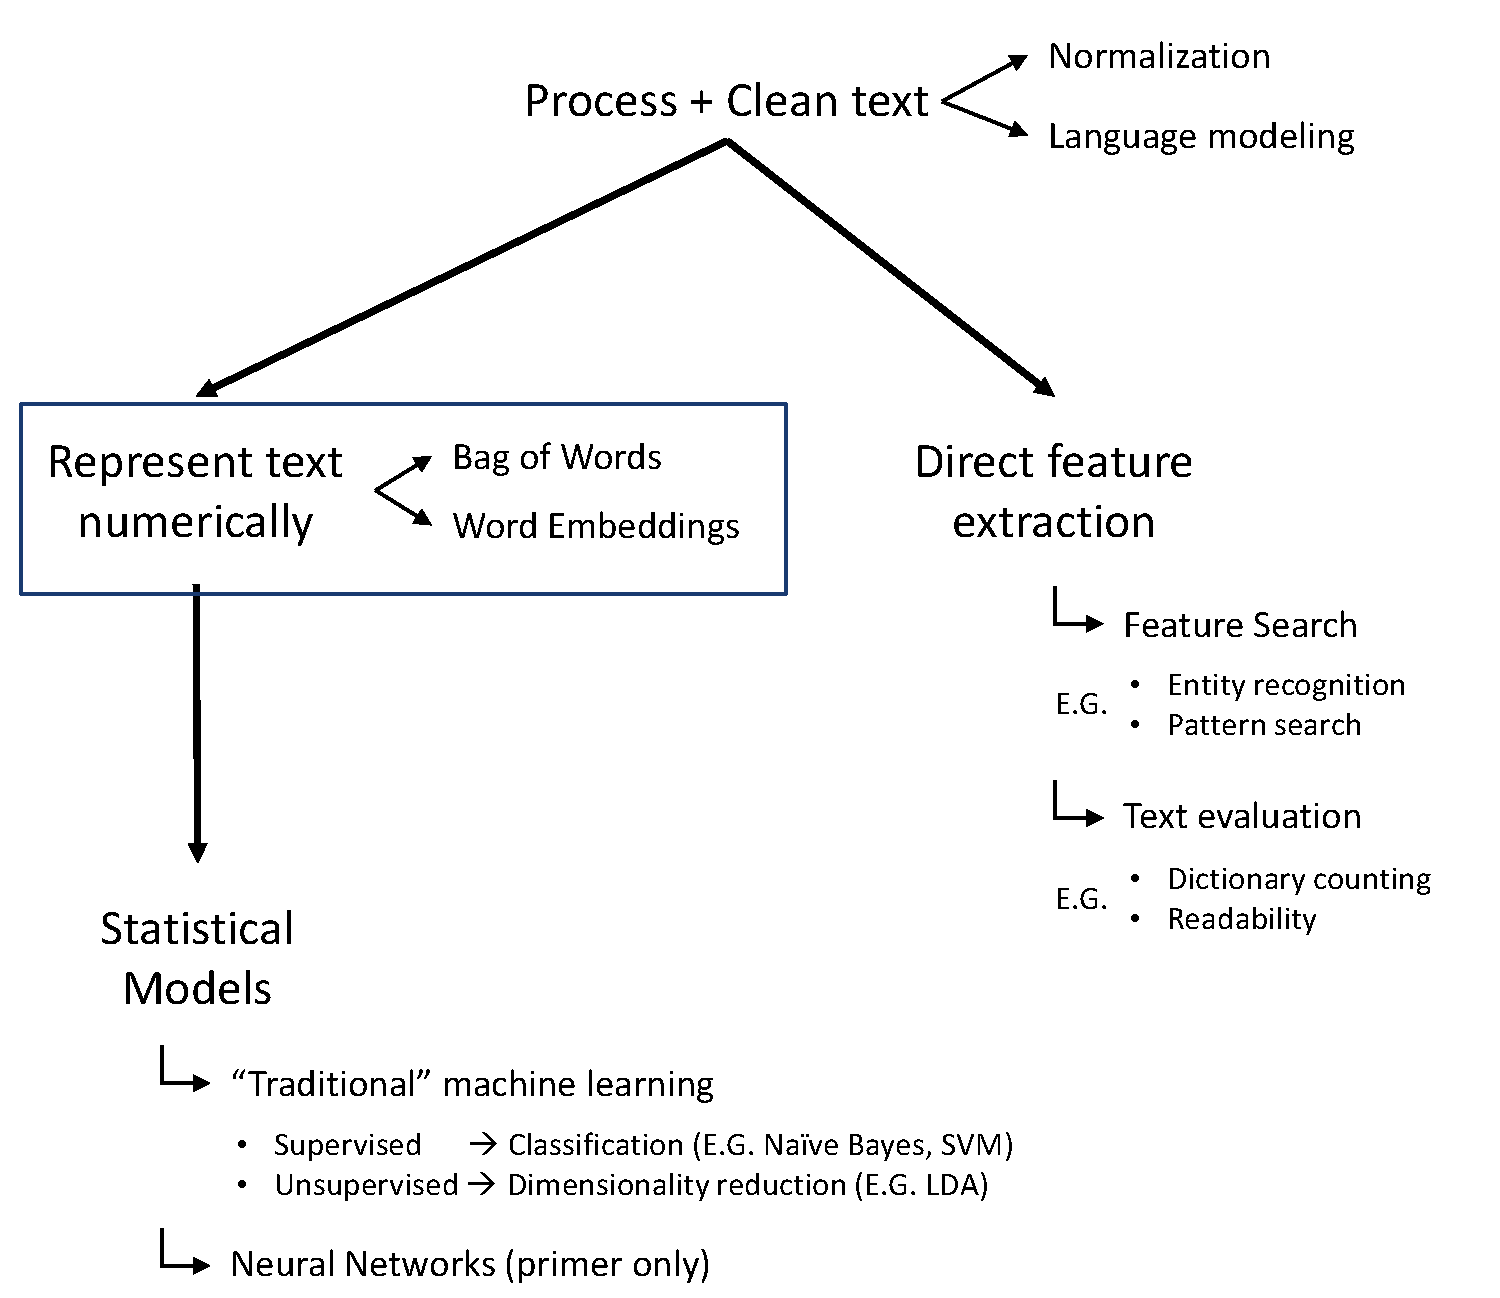 Process + Clean text
Normalization
Language modeling
Represent text
numerically
Bag of Words
Word Embeddings
Direct feature
extraction
Feature Search
E.G.
• Entity recognition
• Pattern search
Text evaluation
E.G.
• Dictionary counting
• Readability
Statistical
Models
“Traditional” machine learning
• Supervised → Classification (E.G. Naïve Bayes, SVM)
• Unsupervised → Dimensionality reduction (E.G. LDA)
Neural Networks (primer only)